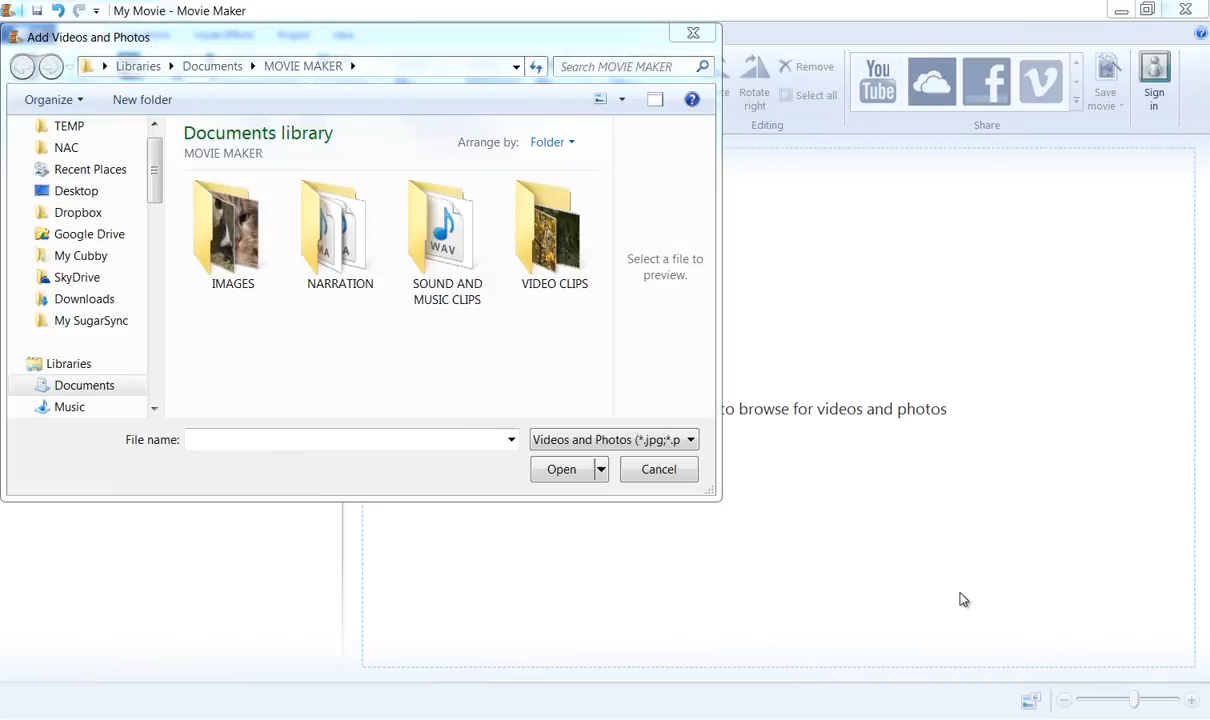 My Movie - Movie Maker
Add Videos and Photos
Libraries Documents MOVIE MAKER
Search MOVIE MAKER
Organize New folder
TEMP
NAC
Recent Places
Desktop
Dropbox
Google Drive
My Cubby
SkyDrive
Downloads
My SugarSync
Libraries
Documents
Music
Documents library
MOVIE MAKER
Arrange by: Folder
IMAGES
NARRATION
WAV
SOUND AND
MUSIC CLIPS
VIDEO CLIPS
Select a file to
preview.
File name:
Videos and Photos (*.jpg;*.p
Open
Cancel
Rotate
right
Remove
Select all
Editing
You
Tube
f
v
Share
Save
movie
Sign
in
to browse for videos and photos